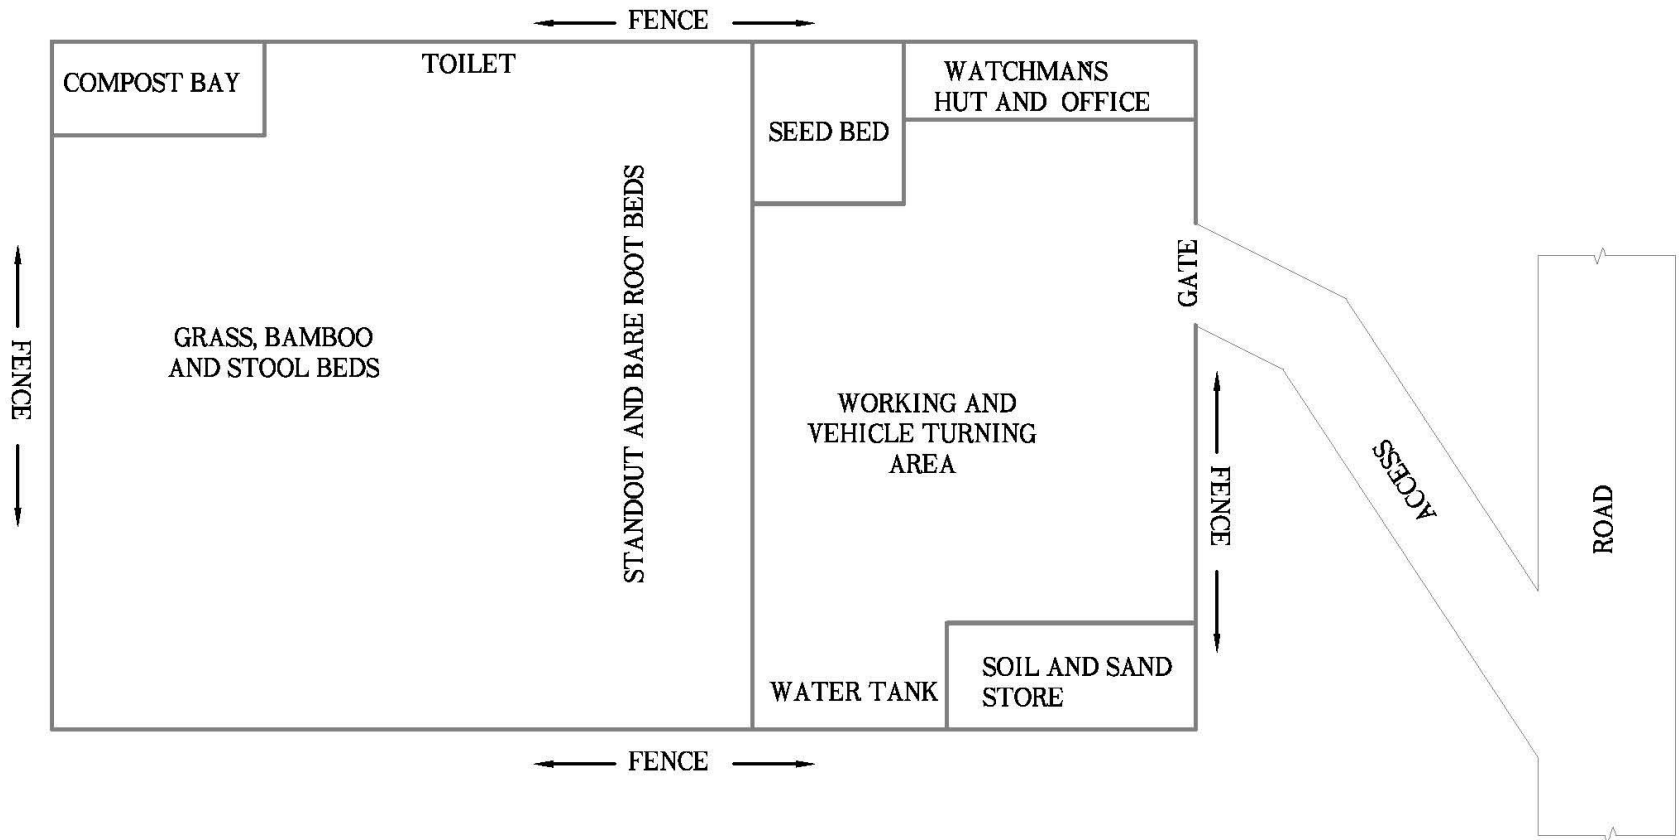 FENCE
COMPOST BAY
TOILET
WATCHMAN'S
HUT AND OFFICE
SEED BED
STANDOUT AND BARE ROOT BEDS
GATE
FENCE
GRASS, BAMBOO
AND STOOL BEDS
WORKING AND
VEHICLE TURNING
AREA
FENCE
ACCESS
ROAD
WATER TANK
SOIL AND SAND
STORE
FENCE